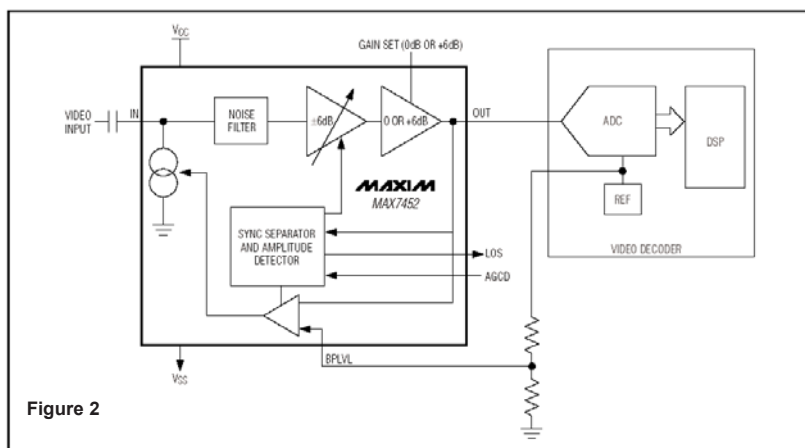 VCC
GAIN SET (0dB OR +6dB)
VIDEO
INPUT
IN
NOISE
FILTER
±6dB
0 OR +6dB
OUT
ADC
DSP
REF
VIDEO DECODER
MAXIM
MAX7452
SYNC SEPARATOR
AND AMPLITUDE
DETECTOR
LOS
AGCD
BPLVL
VSS
Figure 2